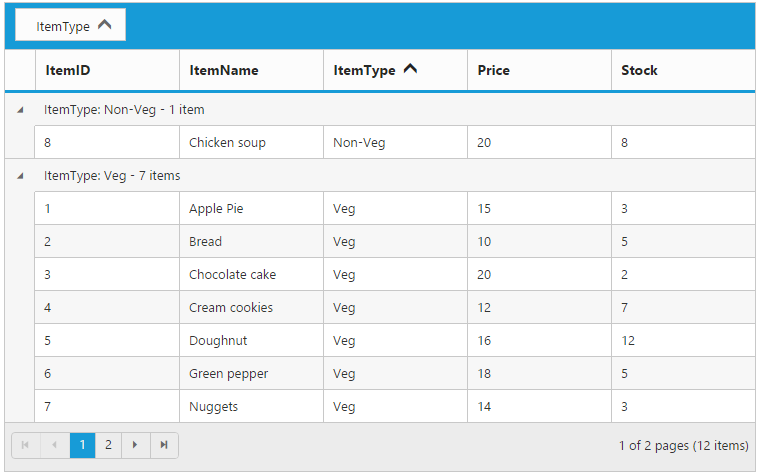 ItemType
ItemID ItemName ItemType Price Stock
ItemType: Non-Veg - 1 item
8 Chicken soup Non-Veg 20 8
ItemType: Veg - 7 items
1 Apple Pie Veg 15 3
2 Bread Veg 10 5
3 Chocolate cake Veg 20 2
4 Cream cookies Veg 12 7
5 Doughnut Veg 16 12
6 Green pepper Veg 18 5
7 Nuggets Veg 14 3
1 2 1 of 2 pages (12 items)